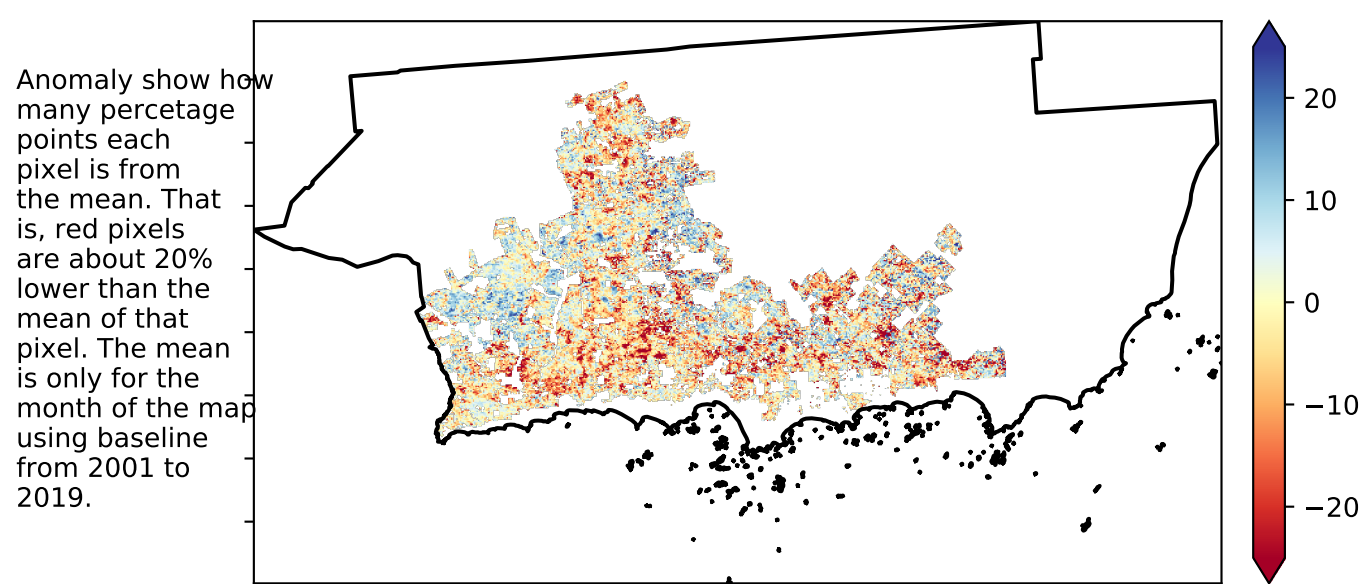 Anomaly show how
many percetage
points each
pixel is from
the mean. That
is, red pixels
are about 20%
lower than the
mean of that
pixel. The mean
is only for the
month of the map
using baseline
from 2001 to
2019.
20
10
0
−10
−20